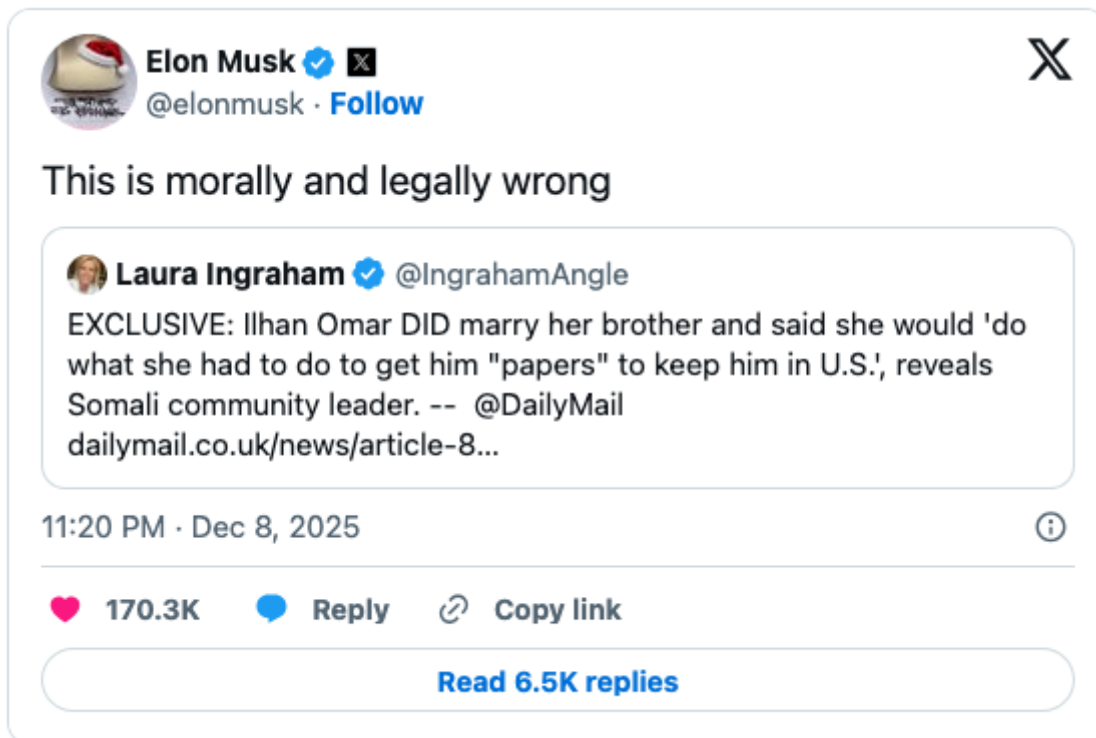 Elon Musk
@elonmusk · Follow
This is morally and legally wrong
Laura Ingraham @IngrahamAngle
EXCLUSIVE: Ilhan Omar DID marry her brother and said she would 'do
what she had to do to get him "papers" to keep him in U.S.', reveals
Somali community leader. -- @DailyMail
dailymail.co.uk/news/article-8...
11:20 PM · Dec 8, 2025
170.3K Reply Copy link
Read 6.5K replies